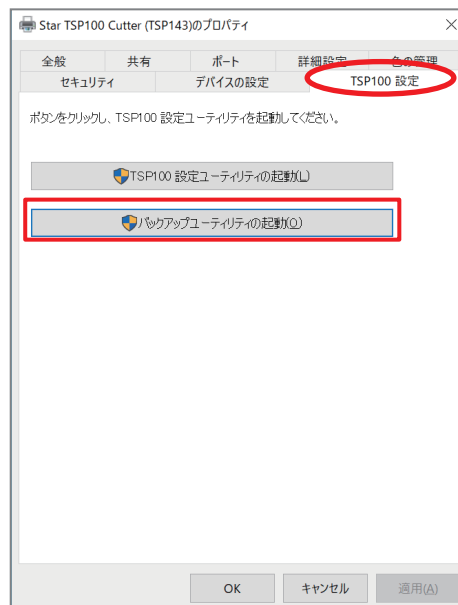 Star TSP100 Cutter (TSP143)のプロパティ
全般 共有 ポート 詳細設定 色の管理
セキュリティ デバイスの設定 TSP100 設定
ボタンをクリックし、TSP100 設定ユーティリティを起動してください。
TSP100 設定ユーティリティの起動(L)
バックアップユーティリティの起動(O)
OK キャンセル 適用(A)